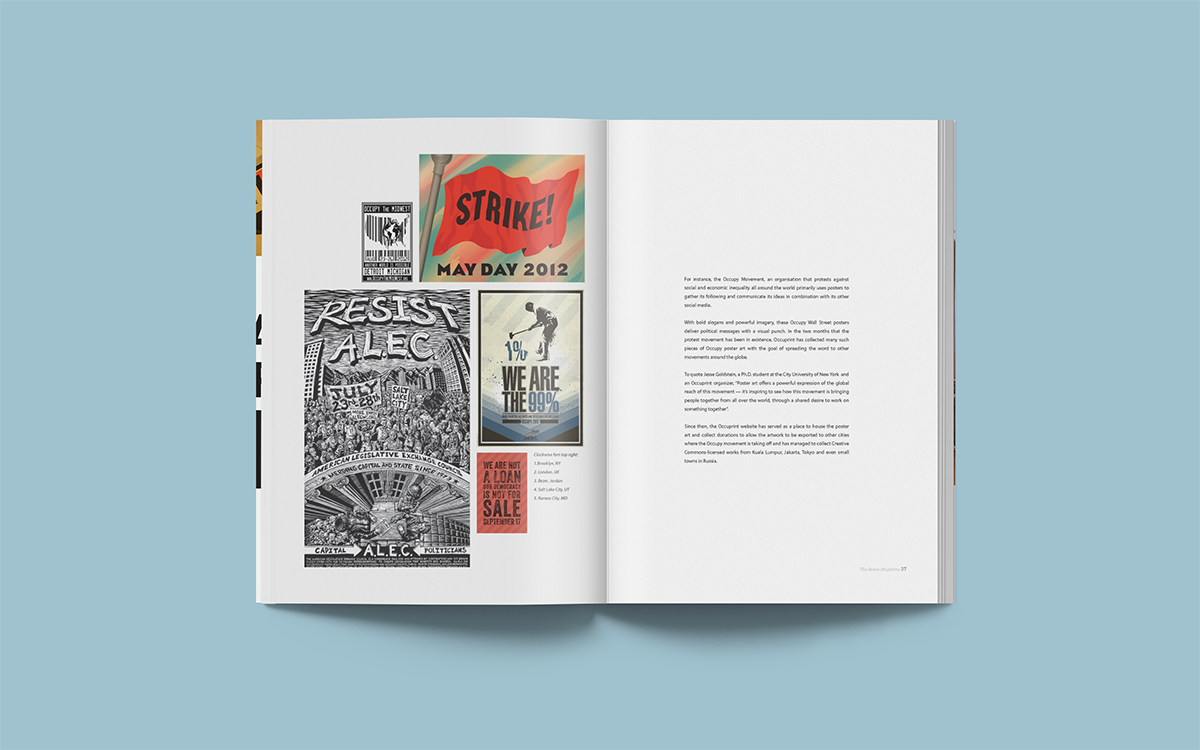 OCCUPY THE MIDWEST
ANOTHER WORLD IS POSSIBLE
DETROIT MICHIGAN
STRIKE!
MAY DAY 2012
RESIST
A.L.E.C.
JULY
25th-28th
SALT
LAKE
CITY
AMERICAN LEGISLATIVE EXCHANGE COUNCIL
MERGING CAPITAL AND STATE SINCE 1973
CAPITAL
A.L.E.C.
POLITICIANS
1%
WE ARE
THE 99%
WE ARE NOT
A LOAN
OUR DEMOCRACY
IS NOT FOR
SALE
SEPTEMBER 17
Clockwise from top right:
1. Brooklyn, NY
2. London, UK
3. Beam, Jordan
4. Salt Lake City, UT
5. Kansas City, MO
For instance, the Occupy Movement, an organisation that protests against
social and economic inequality all around the world primarily uses posters to
gather its following and communicate its ideas in combination with its other
social media.
With bold slogans and powerful imagery, these Occupy Wall Street posters
deliver political messages with a visual punch. In the two months that the
protest movement has been in existence, Occuprint has collected many such
pieces of Occupy poster art with the goal of spreading the word to other
movements around the globe.
To quote Jesse Goldstein, a Ph.D. student at the City University of New York and
an Occuprint organizer, "Poster art offers a powerful expression of the global
reach of this movement — it's inspiring to see how this movement is bringing
people together from all over the world, through a shared desire to work on
something together".
Since then, the Occuprint website has served as a place to house the poster
art and collect donations to allow the artwork to be exported to other cities
where the Occupy movement is taking off and has managed to collect Creative
Commons-licensed works from Kuala Lumpur, Jakarta, Tokyo and even small
towns in Russia.
Magazine 37